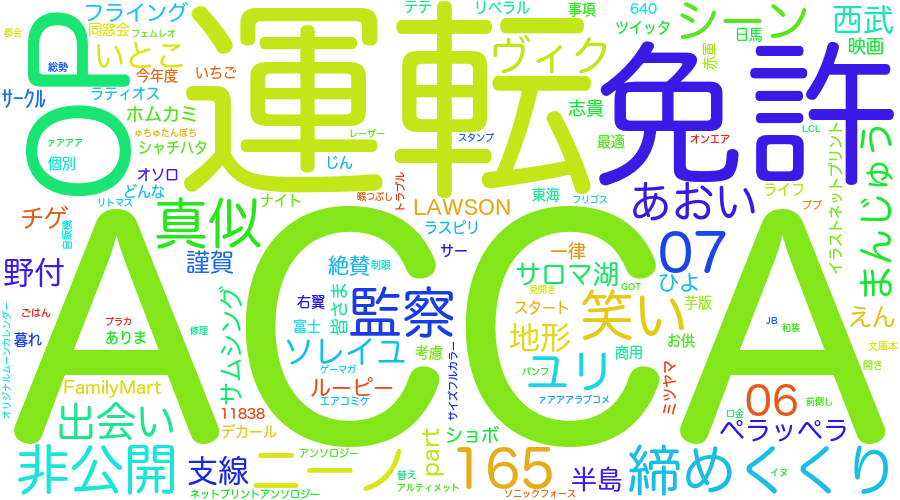 フライング
テテ
リベラル
事項
640
シーン
西武
都会
同窓会
フェムレオ
ツイッタ
日馬
映画
OP
総勢
いとこ
運転
ヴィク
免許
赤軍
今年度
いちご
サークル
ラティオス
ホムカミ
志貴
ゅちゅたんぽち
レーザー
スタンプ
オンエア
LCL
ァアアア
シャチハタ
最適
個別
じん
オソロ
どんな
トラブル
暇つぶし
東海
フリゴス
ライフ
イラストネットプリント
まんじゅう
リトマス
ナイト
LAWSON
あおい
ププ
チゲ
真似
自販機
ラスピリ
ACCA
サー
一律
07
野付
謹賀
絶賛
制限
サロマ湖
ひよ
見開き
GOT
右翼
皆さま
監察
スタート
笑い
芋版
えん
オリジナルムーンカレンダー
ごはん
プラカ
サムシング
富士
JB
和装
暮れ
ありま
修理
ソレイユ
考慮
地形
お供
文庫本
商用
ゲーマガ
サイズフルカラー
パンフ
ユリ
ミツヤマ
開き
FamilyMart
ルーピー
エアコミケ
ァアアアラブコメ
06
前倒し
出会い
11838
口金
デカール
part
ショボ
ペラッペラ
非公開
支線
ニーノ
アンソロジー
165
半島
締めくくり
替え
イヌ
ネットプリントアンソロジー
アルティメット
ソニックフォース